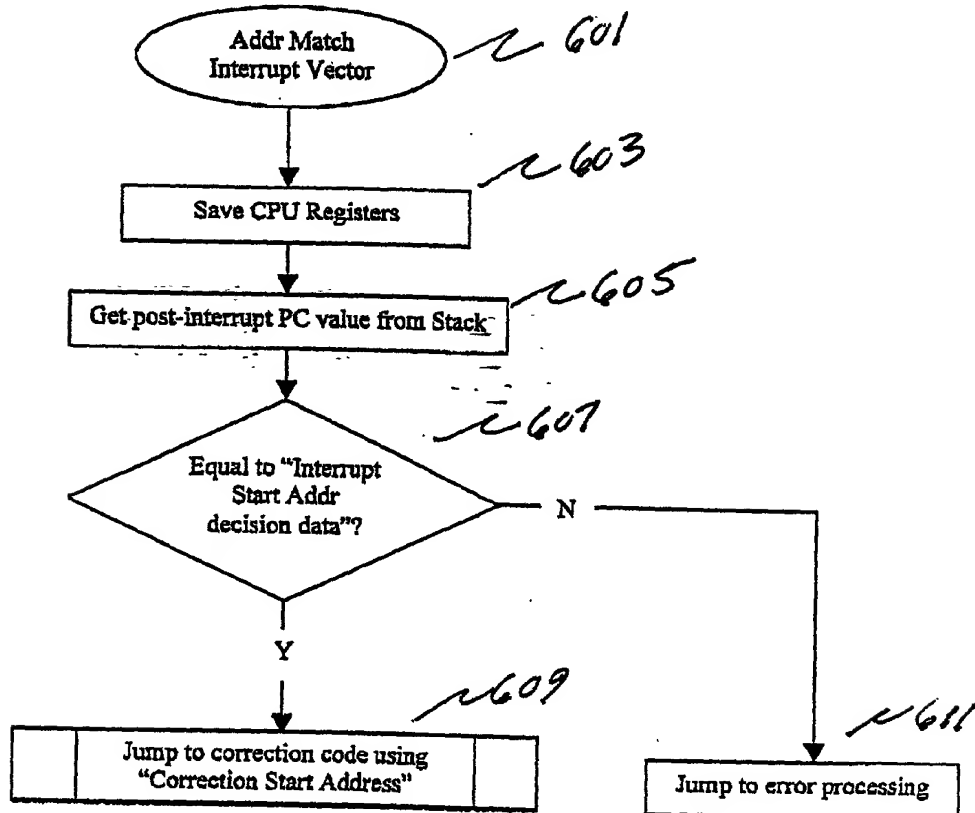 Addr Match
Interrupt Vector
601
603
Save CPU Registers
605
Get post-interrupt PC value from Stack
607
Equal to "Interrupt
Start Addr
decision data"?
N
Y
609
611
Jump to correction code using
"Correction Start Address"
Jump to error processing